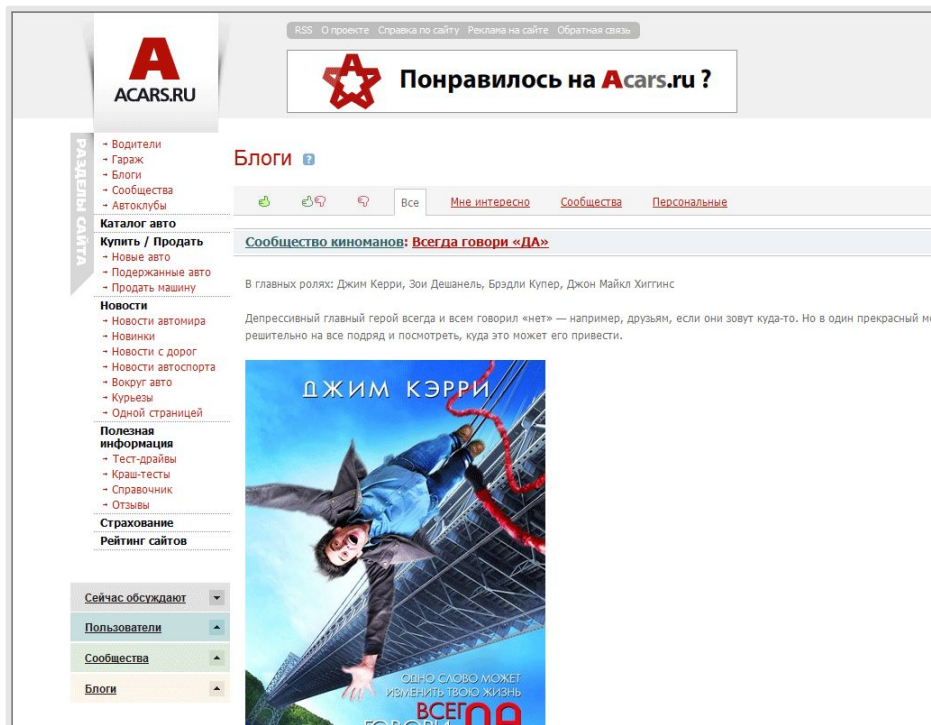 RSS О проекте Справка по сайту Реклама на сайте Обратная связь
A
ACARS.RU
Понравилось на Acars.ru ?
РАЗДЕЛЫ САЙТА
Водители
Гараж
Блоги
Сообщества
Автоклубы
Каталог авто
Купить / Продать
Новые авто
Подержанные авто
Продать машину
Новости
Новости автомира
Новинки
Новости с дорог
Новости автоспорта
Вокруг авто
Курьезы
Одной страницей
Полезная
информация
Тест-драйвы
Краш-тесты
Справочник
Отзывы
Страхование
Рейтинг сайтов
Сейчас обсуждают
Пользователи
Сообщества
Блоги
Блоги ?
Все Мне интересно Сообщества Персональные
Сообщество киноманов: Всегда говори «ДА»
В главных ролях: Джим Керри, Зои Дешанель, Брэдли Купер, Джон Майкл Хиггинс
Депрессивный главный герой всегда и всем говорил «нет» — например, друзьям, если они зовут куда-то. Но в один прекрасный
решительно на все подряд и посмотреть, куда это может его привести.
ДЖИМ КЭРРИ
ОДНО СЛОВО МОЖЕТ
ИЗМЕНИТЬ ТВОЮ ЖИЗНЬ
ВСЕГДА
ГОВОРИ